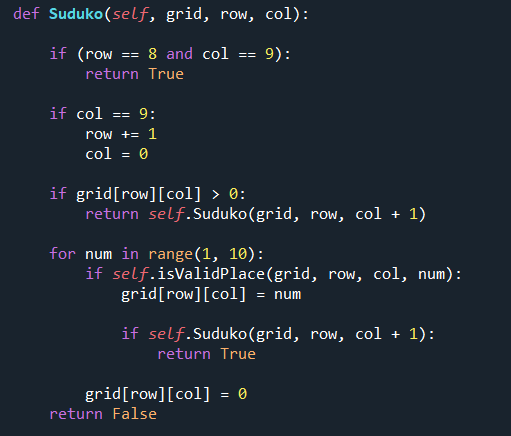 def Suduko(self, grid, row, col):
    if (row == 8 and col == 9):
        return True
    if col == 9:
        row += 1
        col = 0
    if grid[row][col] > 0:
        return self.Suduko(grid, row, col + 1)
    for num in range(1, 10):
        if self.isValidPlace(grid, row, col, num):
            grid[row][col] = num
            if self.Suduko(grid, row, col + 1):
                return True
        grid[row][col] = 0
    return False